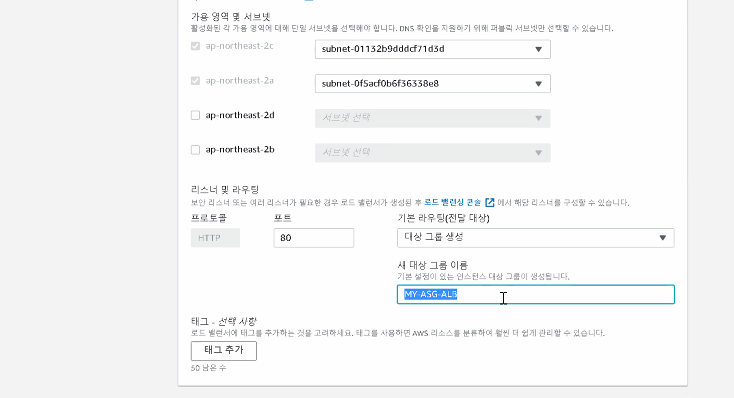 가용 영역 및 서브넷
활성화된 각 가용 영역에 대해 단일 서브넷을 선택해야 합니다. DNS 확인을 지원하기 위해 퍼블릭 서브넷만 선택할 수 있습니다.
ap-northeast-2c subnet-01132b9dddcf71d3d
ap-northeast-2a subnet-0f5acf0b6f36338e8
ap-northeast-2d 서브넷 선택
ap-northeast-2b 서브넷 선택
리스너 및 라우팅
보안 리스너 또는 여러 리스너가 필요한 경우 로드 밸런서가 생성된 후 로드 밸런싱 콘솔 에서 해당 리스너를 구성할 수 있습니다.
프로토콜 포트 기본 라우팅(전달 대상)
HTTP 80 대상 그룹 생성
새 대상 그룹 이름
기본 설정이 있는 인스턴스 대상 그룹이 생성됩니다.
MY-ASG-ALB
태그 - 선택 사항
로드 밸런서에 태그를 추가하는 것을 고려하세요. 태그를 사용하면 AWS 리소스를 분류하여 훨씬 더 쉽게 관리할 수 있습니다.
태그 추가
50 남은 수